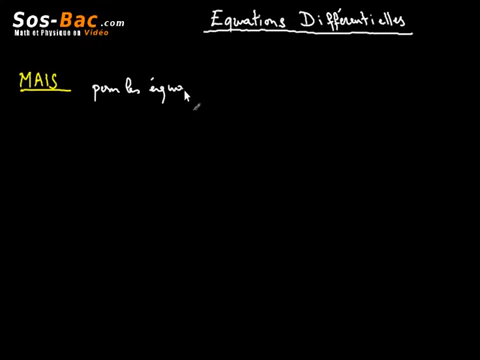 Sos-Bac.com
Math et Physique en Vidéo
Equations Différentielles
MAIS pour les équa